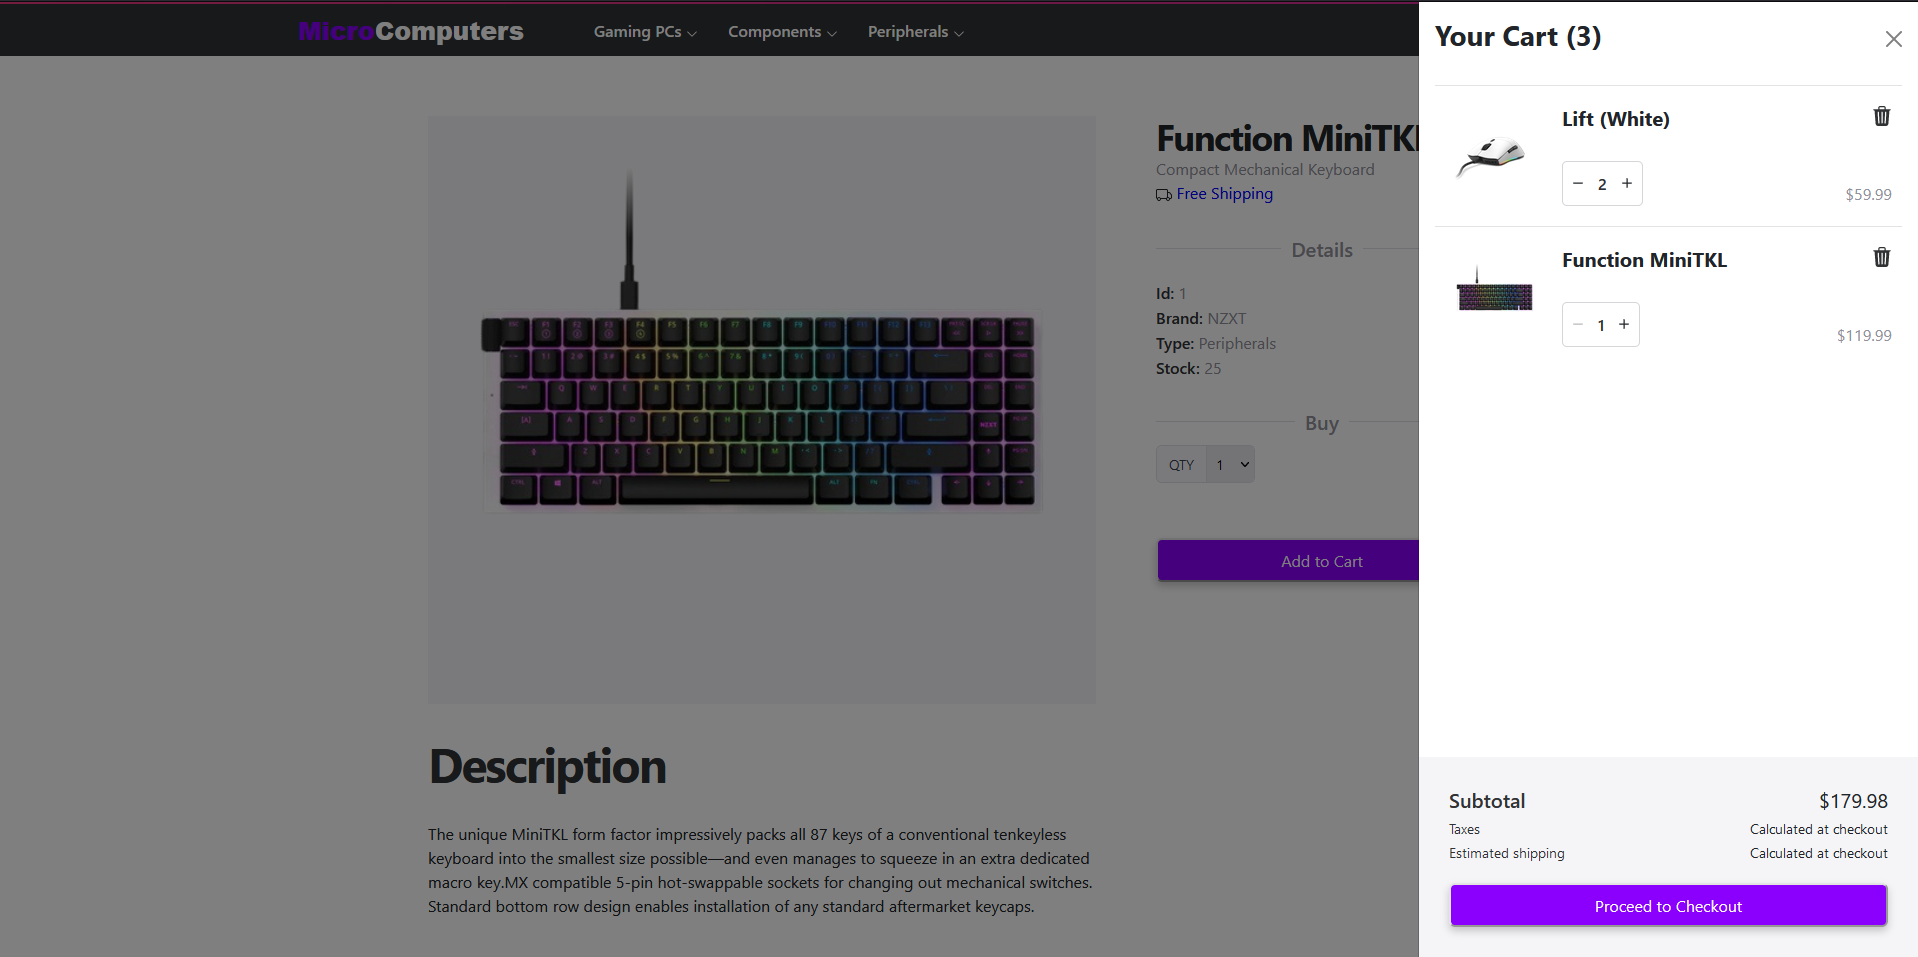 MicroComputers
Gaming PCs
Components
Peripherals
Function MiniTKL
Compact Mechanical Keyboard
Free Shipping
Details
Id: 1
Brand: NZXT
Type: Peripherals
Stock: 25
Buy
QTY 1
Add to Cart
Description
The unique MiniTKL form factor impressively packs all 87 keys of a conventional tenkeyless
keyboard into the smallest size possible—and even manages to squeeze in an extra dedicated
macro key.MX compatible 5-pin hot-swappable sockets for changing out mechanical switches.
Standard bottom row design enables installation of any standard aftermarket keycaps.
Your Cart (3)
Lift (White)
− 2 +
$59.99
Function MiniTKL
− 1 +
$119.99
Subtotal $179.98
Taxes Calculated at checkout
Estimated shipping Calculated at checkout
Proceed to Checkout